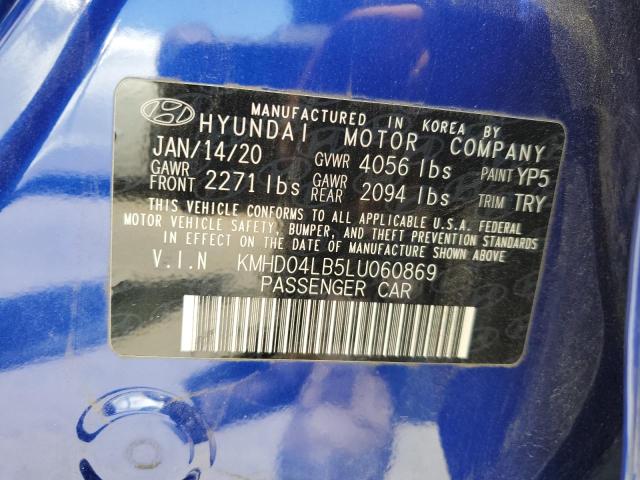 MANUFACTURED IN KOREA BY
HYUNDAI MOTOR COMPANY
JAN/14/20 GVWR 4056 lbs PAINT YP5
GAWR FRONT 2271 lbs GAWR REAR 2094 lbs TRIM TRY
THIS VEHICLE CONFORMS TO ALL APPLICABLE U.S.A. FEDERAL
MOTOR VEHICLE SAFETY, BUMPER, AND THEFT PREVENTION STANDARDS
IN EFFECT ON THE DATE OF MANUFACTURE SHOWN ABOVE.
V.I.N KMHD04LB5LU060869
PASSENGER CAR